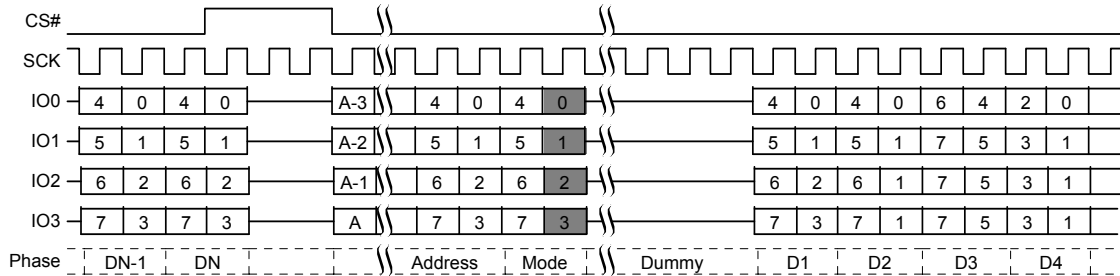 CS#
SCK
IO0 4 0 4 0 A-3 4 0 4 0 4 0 4 0 6 4 2 0
IO1 5 1 5 1 A-2 5 1 5 1 5 1 5 1 7 5 3 1
IO2 6 2 6 2 A-1 6 2 6 2 6 2 6 1 7 5 3 1
IO3 7 3 7 3 A 7 3 7 3 7 3 7 1 7 5 3 1
Phase DN-1 DN Address Mode Dummy D1 D2 D3 D4